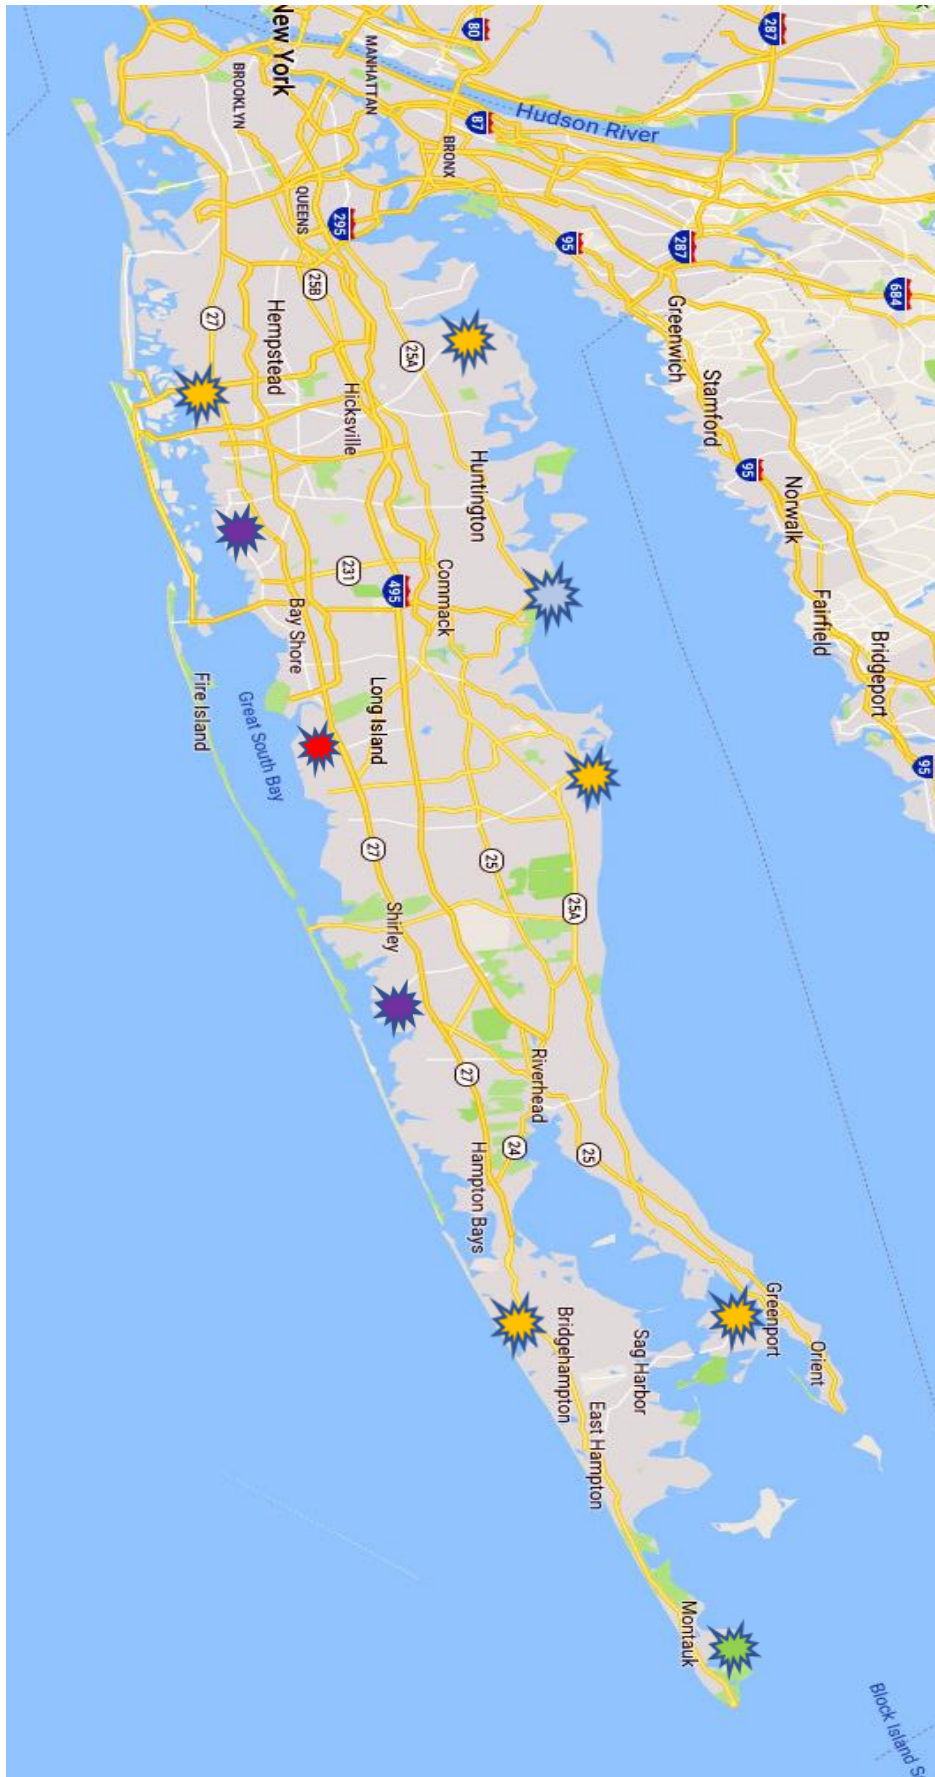 684
95
Block Island S
Bridgeport
Fairfield
Orient
Norwalk
287
Greenport
95
Stamford
Montauk
287
Greenwich
Sag Harbor
Hudson River
East Hampton
25
25A
95
Bridgehampton
Riverhead
24
25
87
Huntington
Hampton Bays
80
27
BRONX
Commack
25A
495
Shirley
Long Island
27
MANHATTAN
Hicksville
231
295
25B
QUEENS
Bay Shore
New York
Hempstead
Great South Bay
BROOKLYN
27
Fire Island